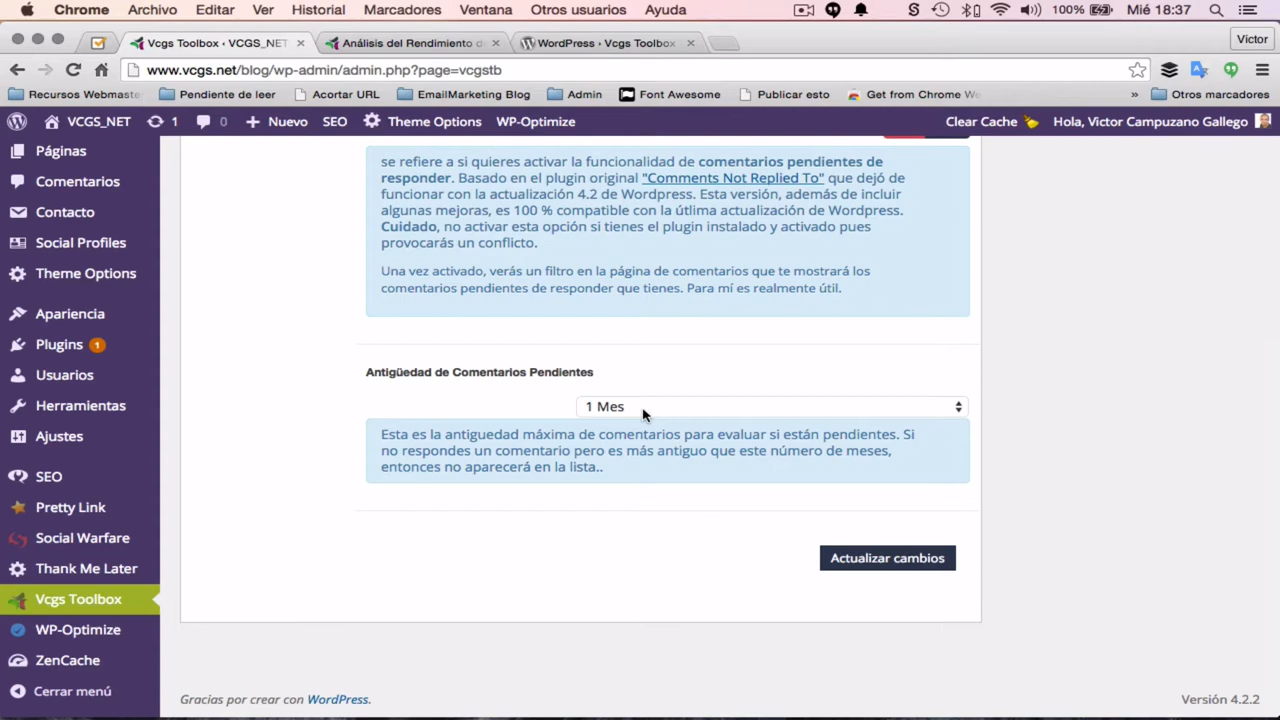 Chrome Archivo Editar Ver Historial Marcadores Ventana Otros usuarios Ayuda 100% Mié 18:37
Vcgs Toolbox · VCGS_NET Análisis del Rendimiento d WordPress › Vcgs Toolbox Victor
www.vcgs.net/blog/wp-admin/admin.php?page=vcgstb
Recursos Webmaste Pendiente de leer Acortar URL EmailMarketing Blog Admin Font Awesome Publicar esto Get from Chrome We » Otros marcadores
VCGS_NET 1 0 Nuevo SEO Theme Options WP-Optimize Clear Cache Hola, Victor Campuzano Gallego
Páginas
Comentarios
Contacto
Social Profiles
Theme Options
Apariencia
Plugins 1
Usuarios
Herramientas
Ajustes
SEO
Pretty Link
Social Warfare
Thank Me Later
Vcgs Toolbox
WP-Optimize
ZenCache
Cerrar menú
se refiere a si quieres activar la funcionalidad de comentarios pendientes de
responder. Basado en el plugin original "Comments Not Replied To" que dejó de
funcionar con la actualización 4.2 de Wordpress. Esta versión, además de incluir
algunas mejoras, es 100 % compatible con la útlima actualización de Wordpress.
Cuidado, no activar esta opción si tienes el plugin instalado y activado pues
provocarás un conflicto.
Una vez activado, verás un filtro en la página de comentarios que te mostrará los
comentarios pendientes de responder que tienes. Para mí es realmente útil.
Antigüedad de Comentarios Pendientes
1 Mes
Esta es la antiguedad máxima de comentarios para evaluar si están pendientes. Si
no respondes un comentario pero es más antiguo que este número de meses,
entonces no aparecerá en la lista..
Actualizar cambios
Gracias por crear con WordPress. Versión 4.2.2